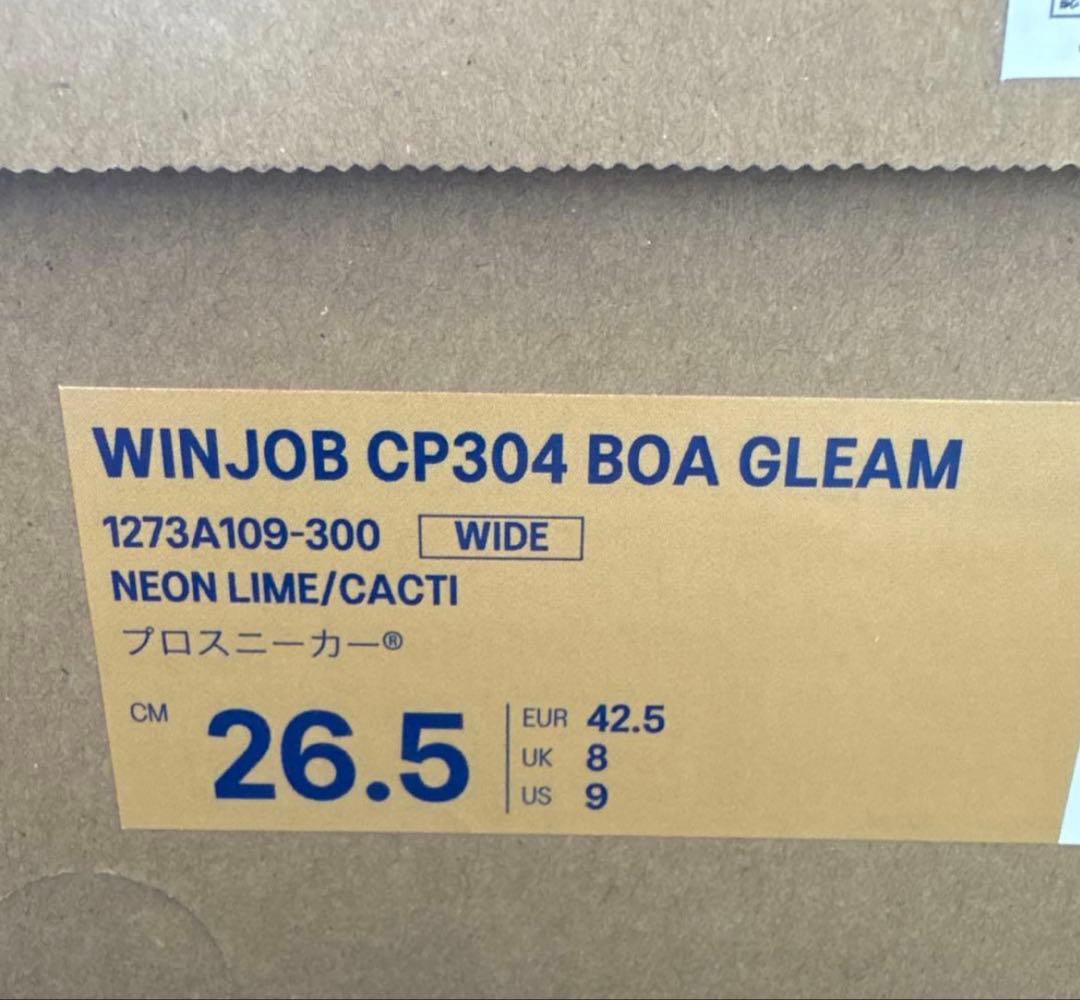 WINJOB CP304 BOA GLEAM
1273A109-300 WIDE
NEON LIME/CACTI
プロスニーカー®
CM 26.5
EUR 42.5
UK 8
US 9